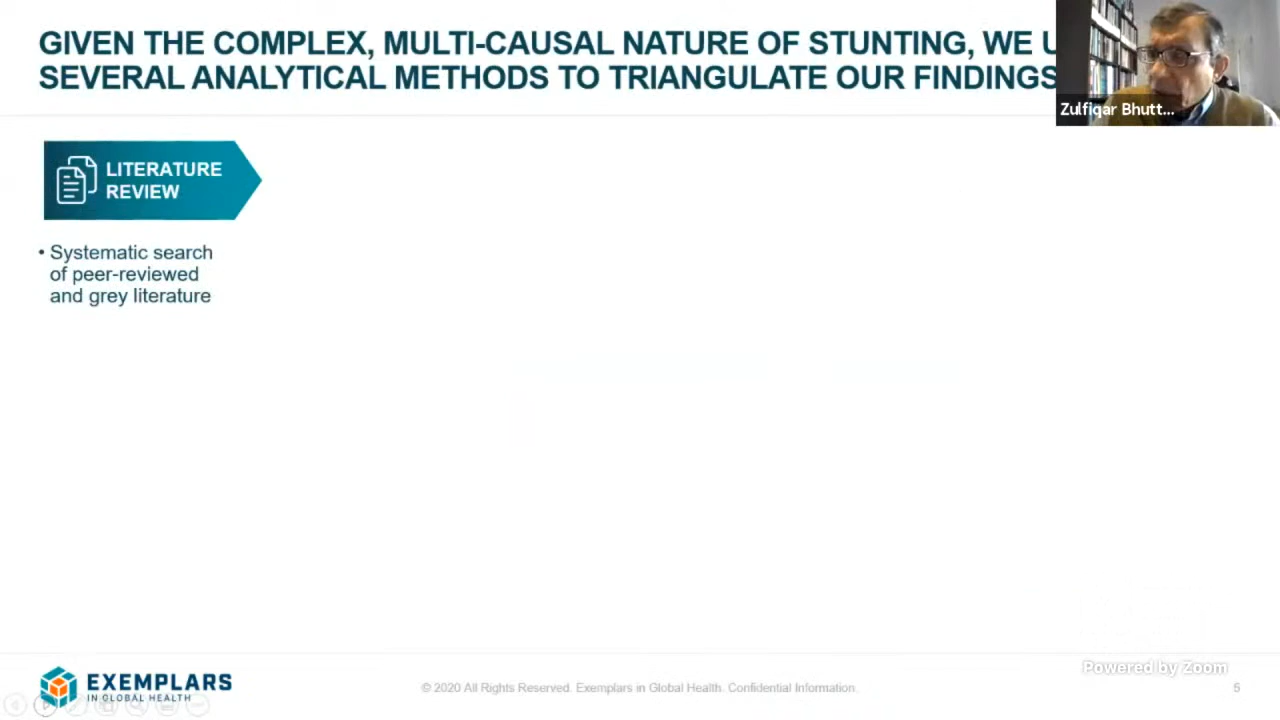 GIVEN THE COMPLEX, MULTI-CAUSAL NATURE OF STUNTING, WE U
SEVERAL ANALYTICAL METHODS TO TRIANGULATE OUR FINDINGS
Zulfiqar Bhutt...
LITERATURE
REVIEW
• Systematic search
of peer-reviewed
and grey literature
Powered by Zoom
EXEMPLARS
IN GLOBAL HEALTH
© 2020 All Rights Reserved. Exemplars in Global Health. Confidential Information.
5